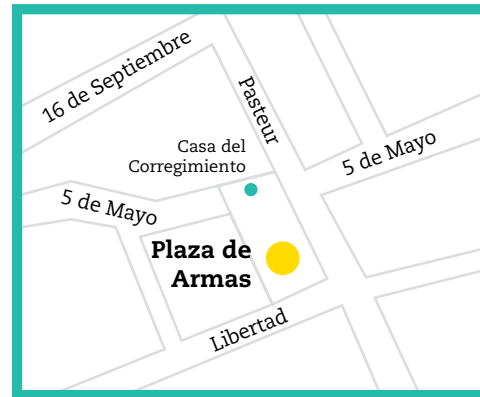 16 de Septiembre
Pasteur
Casa del
Corregimiento
5 de Mayo
5 de Mayo
Plaza de
Armas
Libertad